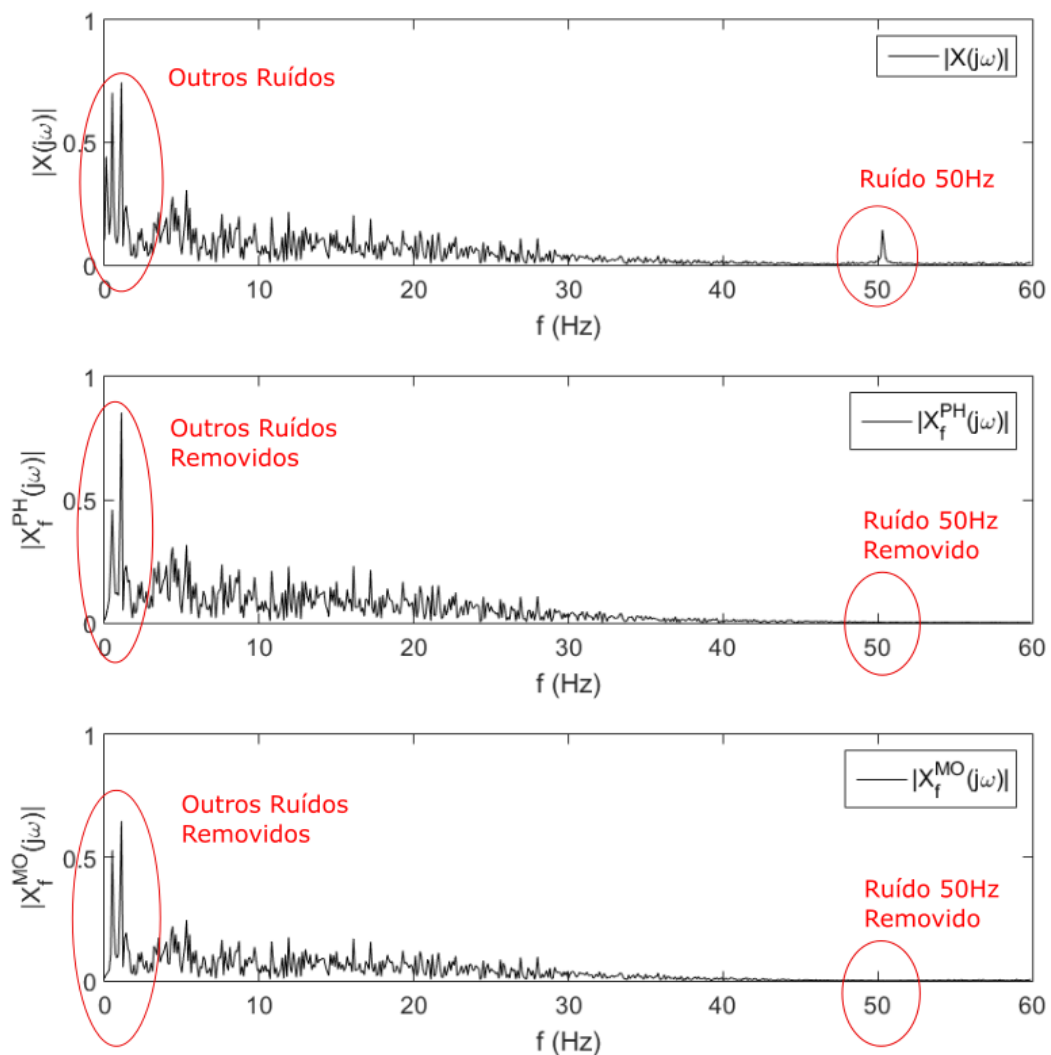 1
|X(jω)|
Outros Ruídos
|X(jω)|
0.5
Ruído 50Hz
0
0 10 20 30 40 50 60
f (Hz)
1
|X_f^PH(jω)|
Outros Ruídos
Removidos
|X_f^PH(jω)|
0.5
Ruído 50Hz
Removido
0
0 10 20 30 40 50 60
f (Hz)
1
|X_f^MO(jω)|
Outros Ruídos
Removidos
|X_f^MO(jω)|
0.5
Ruído 50Hz
Removido
0
0 10 20 30 40 50 60
f (Hz)